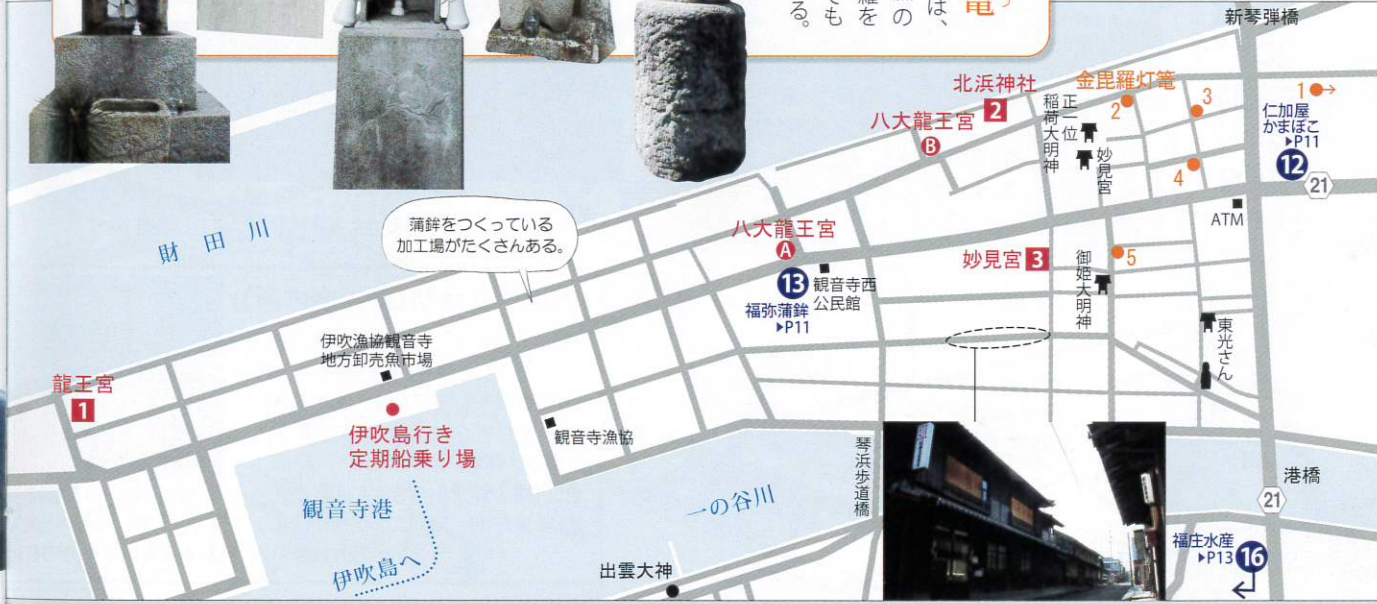 は、
の
羅を
でも
る。
新琴弾橋
北浜神社
2
金毘羅灯篭
1→
2
3
4
5
正一位
稲荷大明神
妙見宮
仁加屋
かまぼこ
▶P11
12
21
ATM
八大龍王宮
B
財田川
蒲鉾をつくっている
加工場がたくさんある。
八大龍王宮
A
13
福弥蒲鉾
▶P11
観音寺西
公民館
妙見宮 3
御姫大明神
東光さん
伊吹漁協観音寺
地方卸売魚市場
龍王宮
1
伊吹島行き
定期船乗り場
観音寺漁協
観音寺港
伊吹島へ
一の谷川
琴浜歩道橋
出雲大神
港橋
21
福庄水産
▶P13
16